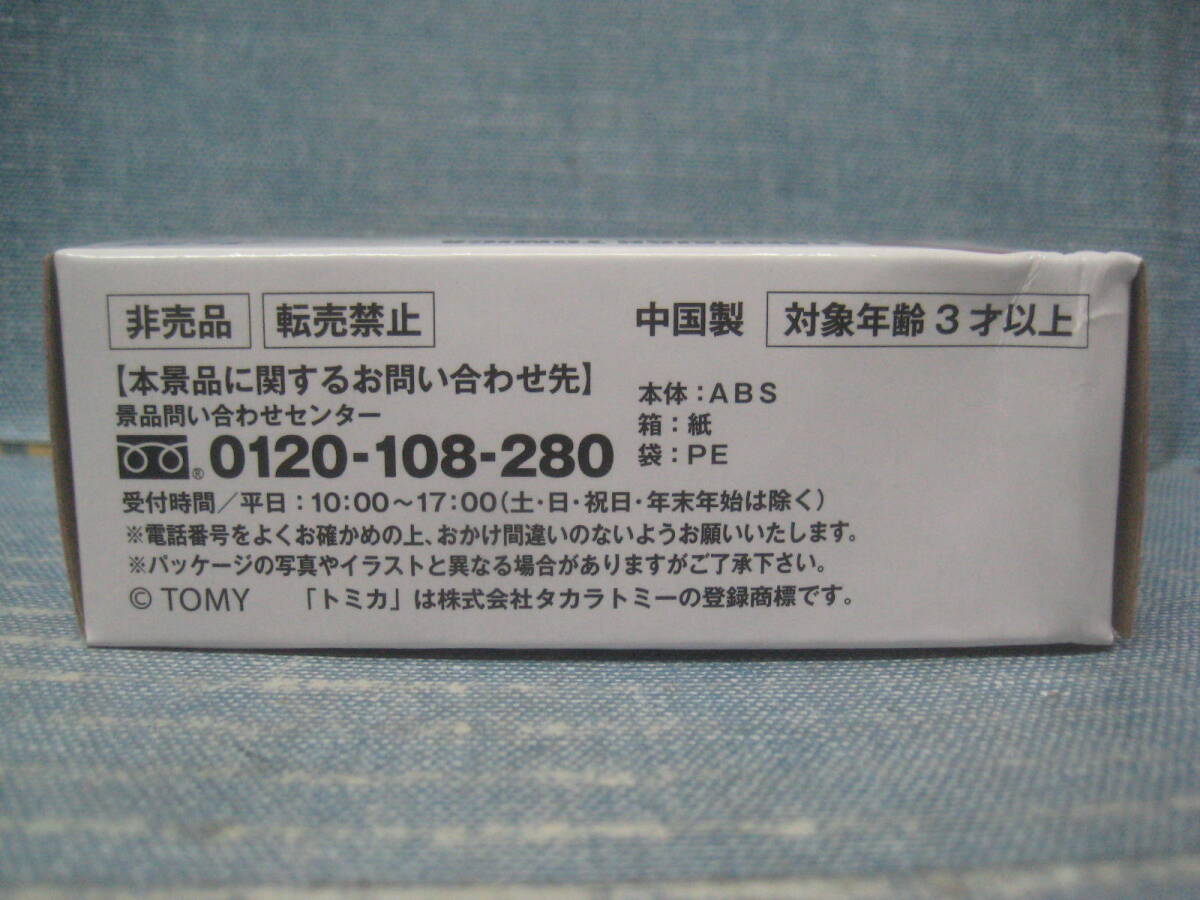 非売品 転売禁止 中国製 対象年齢3才以上
【本景品に関するお問い合わせ先】
景品問い合わせセンター
® 0120-108-280
本体:ABS
箱:紙
袋:PE
受付時間/平日:10:00〜17:00(土・日・祝日・年末年始は除く)
※電話番号をよくお確かめの上、おかけ間違いのないようお願いいたします。
※パッケージの写真やイラストと異なる場合がありますがご了承下さい。
© TOMY 「トミカ」は株式会社タカラトミーの登録商標です。